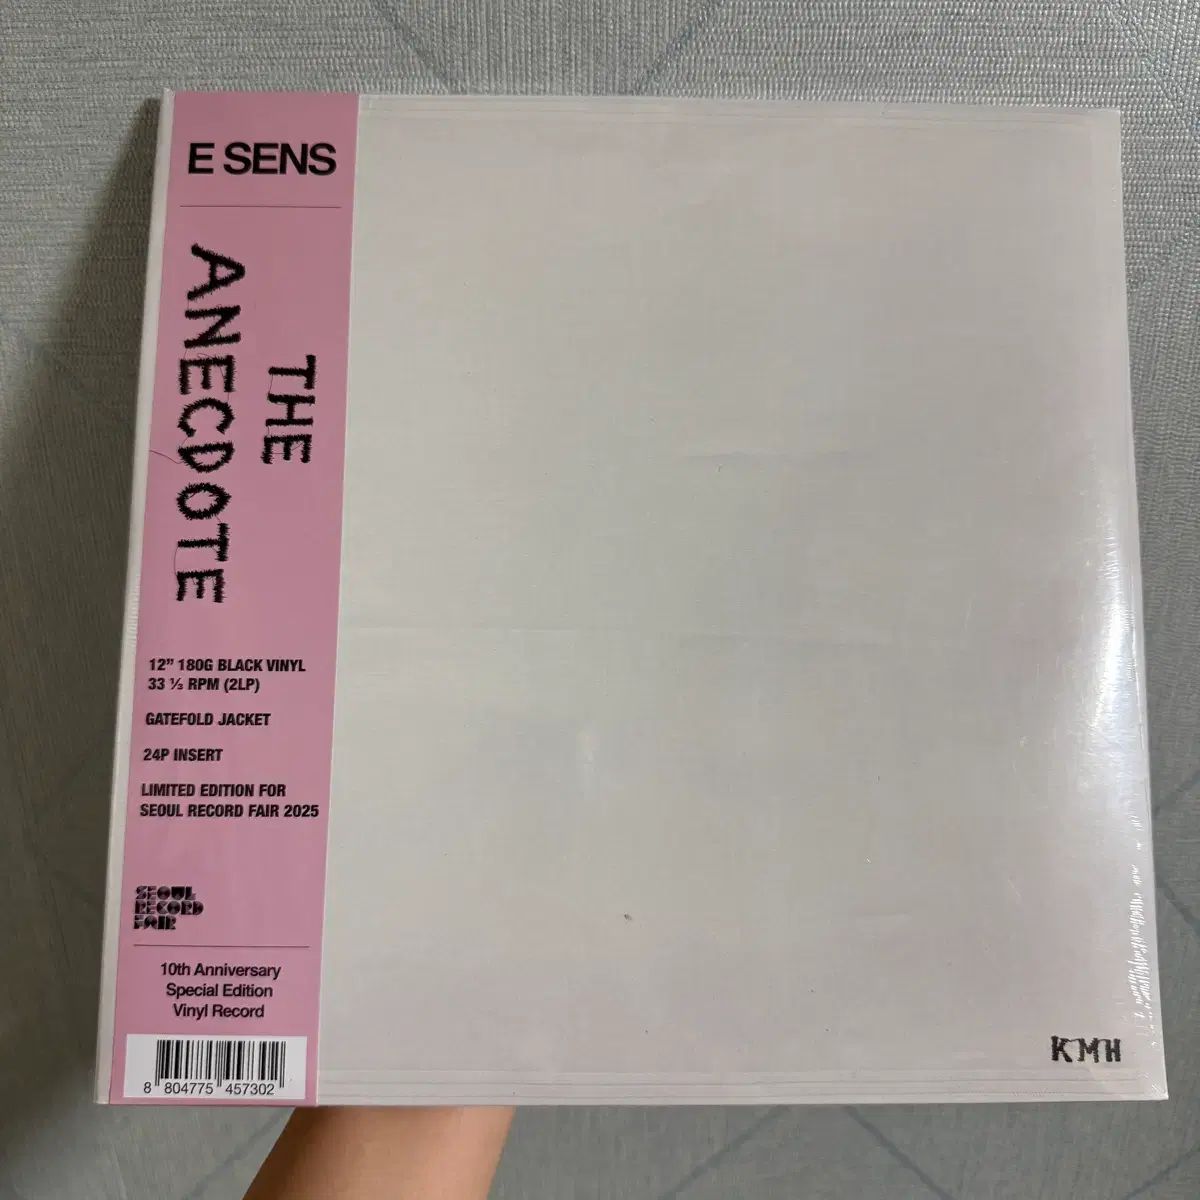 E SENS
THE
ANECDOTE
12” 180G BLACK VINYL
33 ⅓ RPM (2LP)
GATEFOLD JACKET
24P INSERT
LIMITED EDITION FOR
SEOUL RECORD FAIR 2025
SEOUL
RECORD
FAIR
10th Anniversary
Special Edition
Vinyl Record
8 804775 457302
KMH